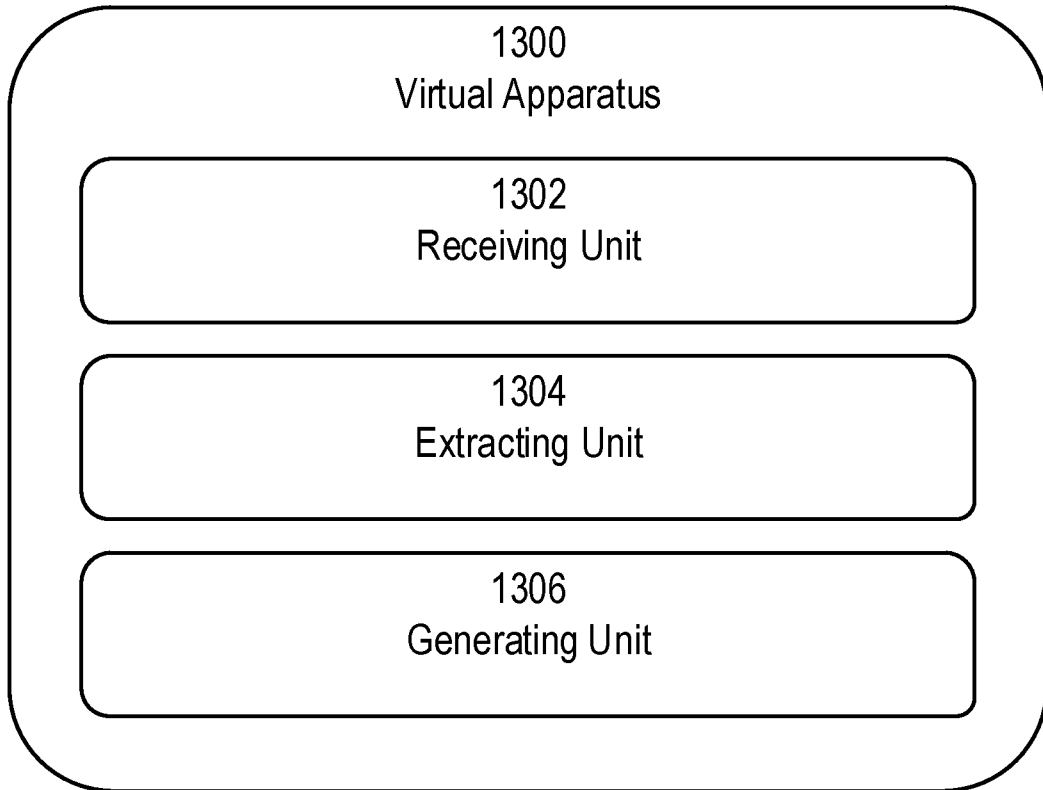 1300
Virtual Apparatus
1302
Receiving Unit
1304
Extracting Unit
1306
Generating Unit